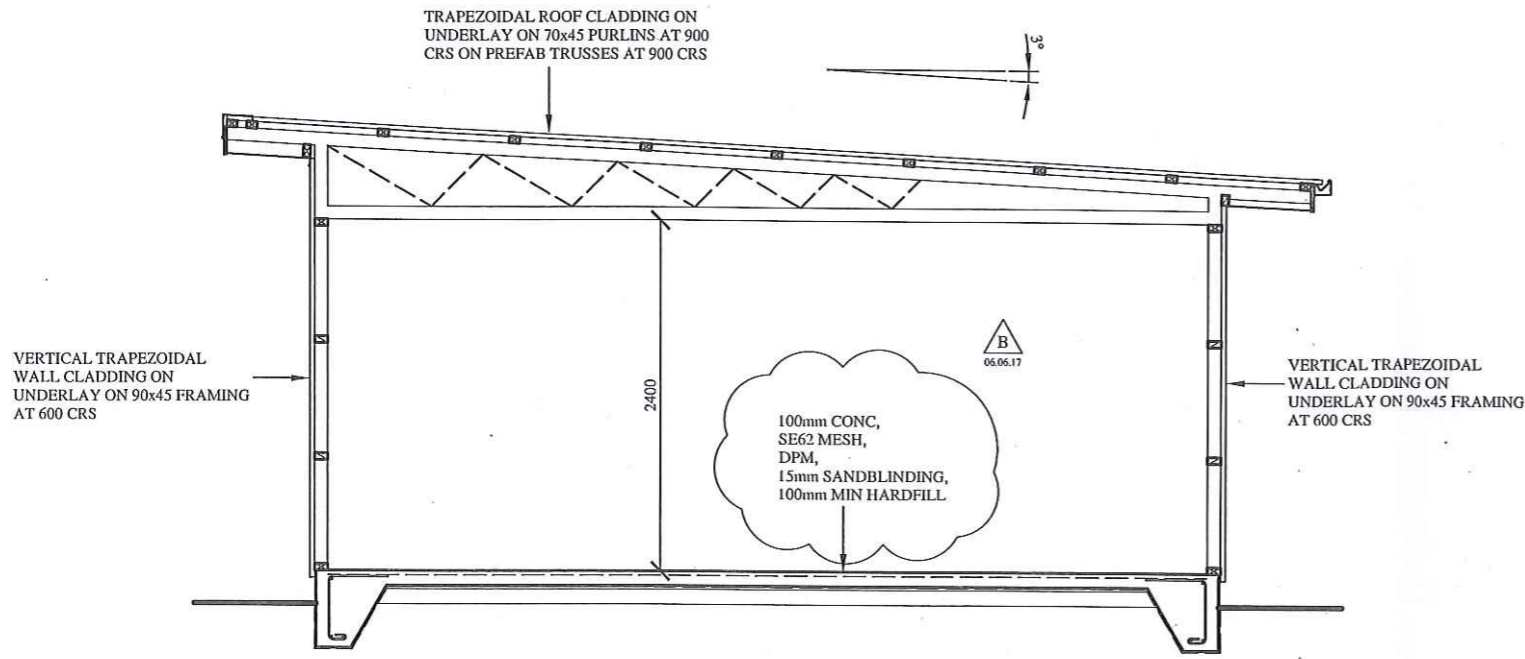 TRAPEZOIDAL ROOF CLADDING ON
UNDERLAY ON 70x45 PURLINS AT 900
CRS ON PREFAB TRUSSES AT 900 CRS
3°
VERTICAL TRAPEZOIDAL
WALL CLADDING ON
UNDERLAY ON 90x45 FRAMING
AT 600 CRS
2400
B
06.06.17
100mm CONC,
SE62 MESH,
DPM,
15mm SANDBLINDING,
100mm MIN HARDFILL
VERTICAL TRAPEZOIDAL
WALL CLADDING ON
UNDERLAY ON 90x45 FRAMING
AT 600 CRS